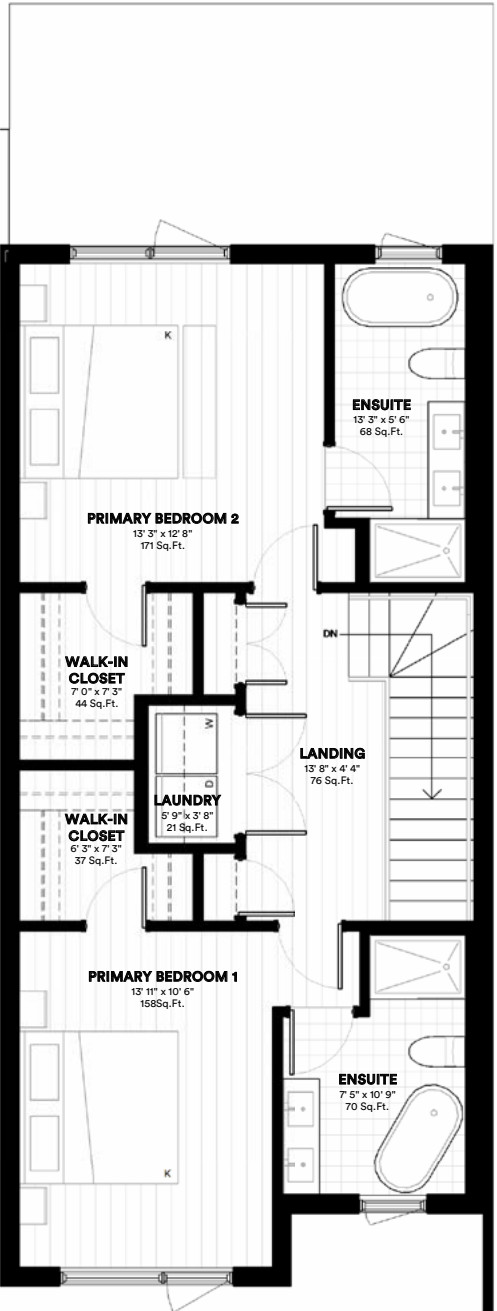 K
ENSUITE
13' 3" x 5' 6"
68 Sq.Ft.
PRIMARY BEDROOM 2
13' 3" x 12' 8"
171 Sq.Ft.
DN
WALK-IN
CLOSET
7' 0" x 7' 3"
44 Sq.Ft.
W
LANDING
13' 8" x 4' 4"
76 Sq.Ft.
D
LAUNDRY
5' 9" x 3' 8"
21 Sq.Ft.
WALK-IN
CLOSET
6' 3" x 7' 3"
37 Sq.Ft.
PRIMARY BEDROOM 1
13' 11" x 10' 6"
158Sq.Ft.
ENSUITE
7' 5" x 10' 9"
70 Sq.Ft.
K